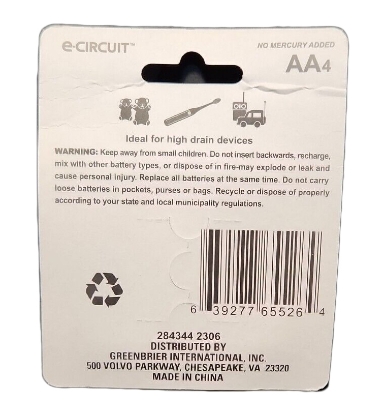 e-CIRCUIT™
NO MERCURY ADDED
AA4
Ideal for high drain devices
WARNING: Keep away from small children. Do not insert backwards, recharge,
mix with other battery types, or dispose of in fire-may explode or leak and
cause personal injury. Replace all batteries at the same time. Do not carry
loose batteries in pockets, purses or bags. Recycle or dispose of properly
according to your state and local municipality regulations.
6 39277 65526 4
284344 2306
DISTRIBUTED BY
GREENBRIER INTERNATIONAL, INC.
500 VOLVO PARKWAY, CHESAPEAKE, VA 23320
MADE IN CHINA